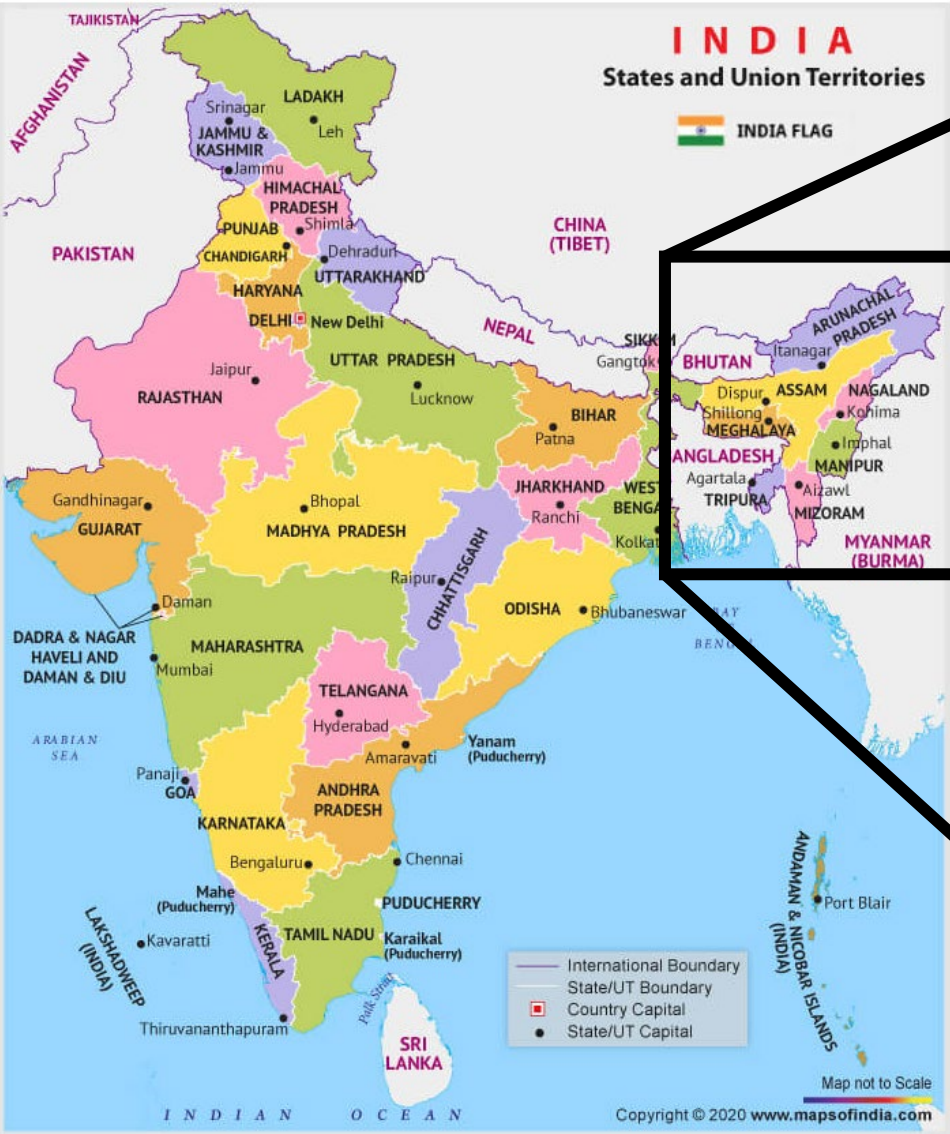 TAJIKISTAN
AFGHANISTAN
INDIA
States and Union Territories
INDIA FLAG
LADAKH
Srinagar
Leh
JAMMU &
KASHMIR
Jammu
HIMACHAL
PRADESH
Shimla
PUNJAB
CHANDIGARH
Dehradun
UTTARAKHAND
PAKISTAN
CHINA
(TIBET)
HARYANA
DELHI
New Delhi
NEPAL
UTTAR PRADESH
Lucknow
Jaipur
RAJASTHAN
Gangtok
BHUTAN
ARUNACHAL
PRADESH
Itanagar
Dispur
ASSAM
NAGALAND
Kohima
Shillong
MEGHALAYA
Imphal
MANIPUR
ANGLADESH
Agartala
TRIPURA
Aizawl
MIZORAM
MYANMAR
(BURMA)
BIHAR
Patna
JHARKHAND
Ranchi
WEST
BENGA
Kolkat
Gandhinagar
GUJARAT
Bhopal
MADHYA PRADESH
CHHATTISGARH
Raipur
ODISHA
Bhubaneswar
BAY
BENG
Daman
DADRA & NAGAR
HAVELI AND
DAMAN & DIU
MAHARASHTRA
Mumbai
TELANGANA
Hyderabad
ARABIAN
SEA
Amaravati
Yanam
(Puducherry)
Panaji
GOA
ANDHRA
PRADESH
KARNATAKA
Bengaluru
Chennai
Mahe
(Puducherry)
PUDUCHERRY
LAKSHADWEEP
(INDIA)
Kavaratti
KERALA
TAMIL NADU
Karaikal
(Puducherry)
Thiruvananthapuram
Palk Strait
SRI
LANKA
ANDAMAN & NICOBAR ISLANDS
(INDIA)
Port Blair
International Boundary
State/UT Boundary
Country Capital
State/UT Capital
INDIAN OCEAN
Map not to Scale
Copyright © 2020 www.mapsofindia.com